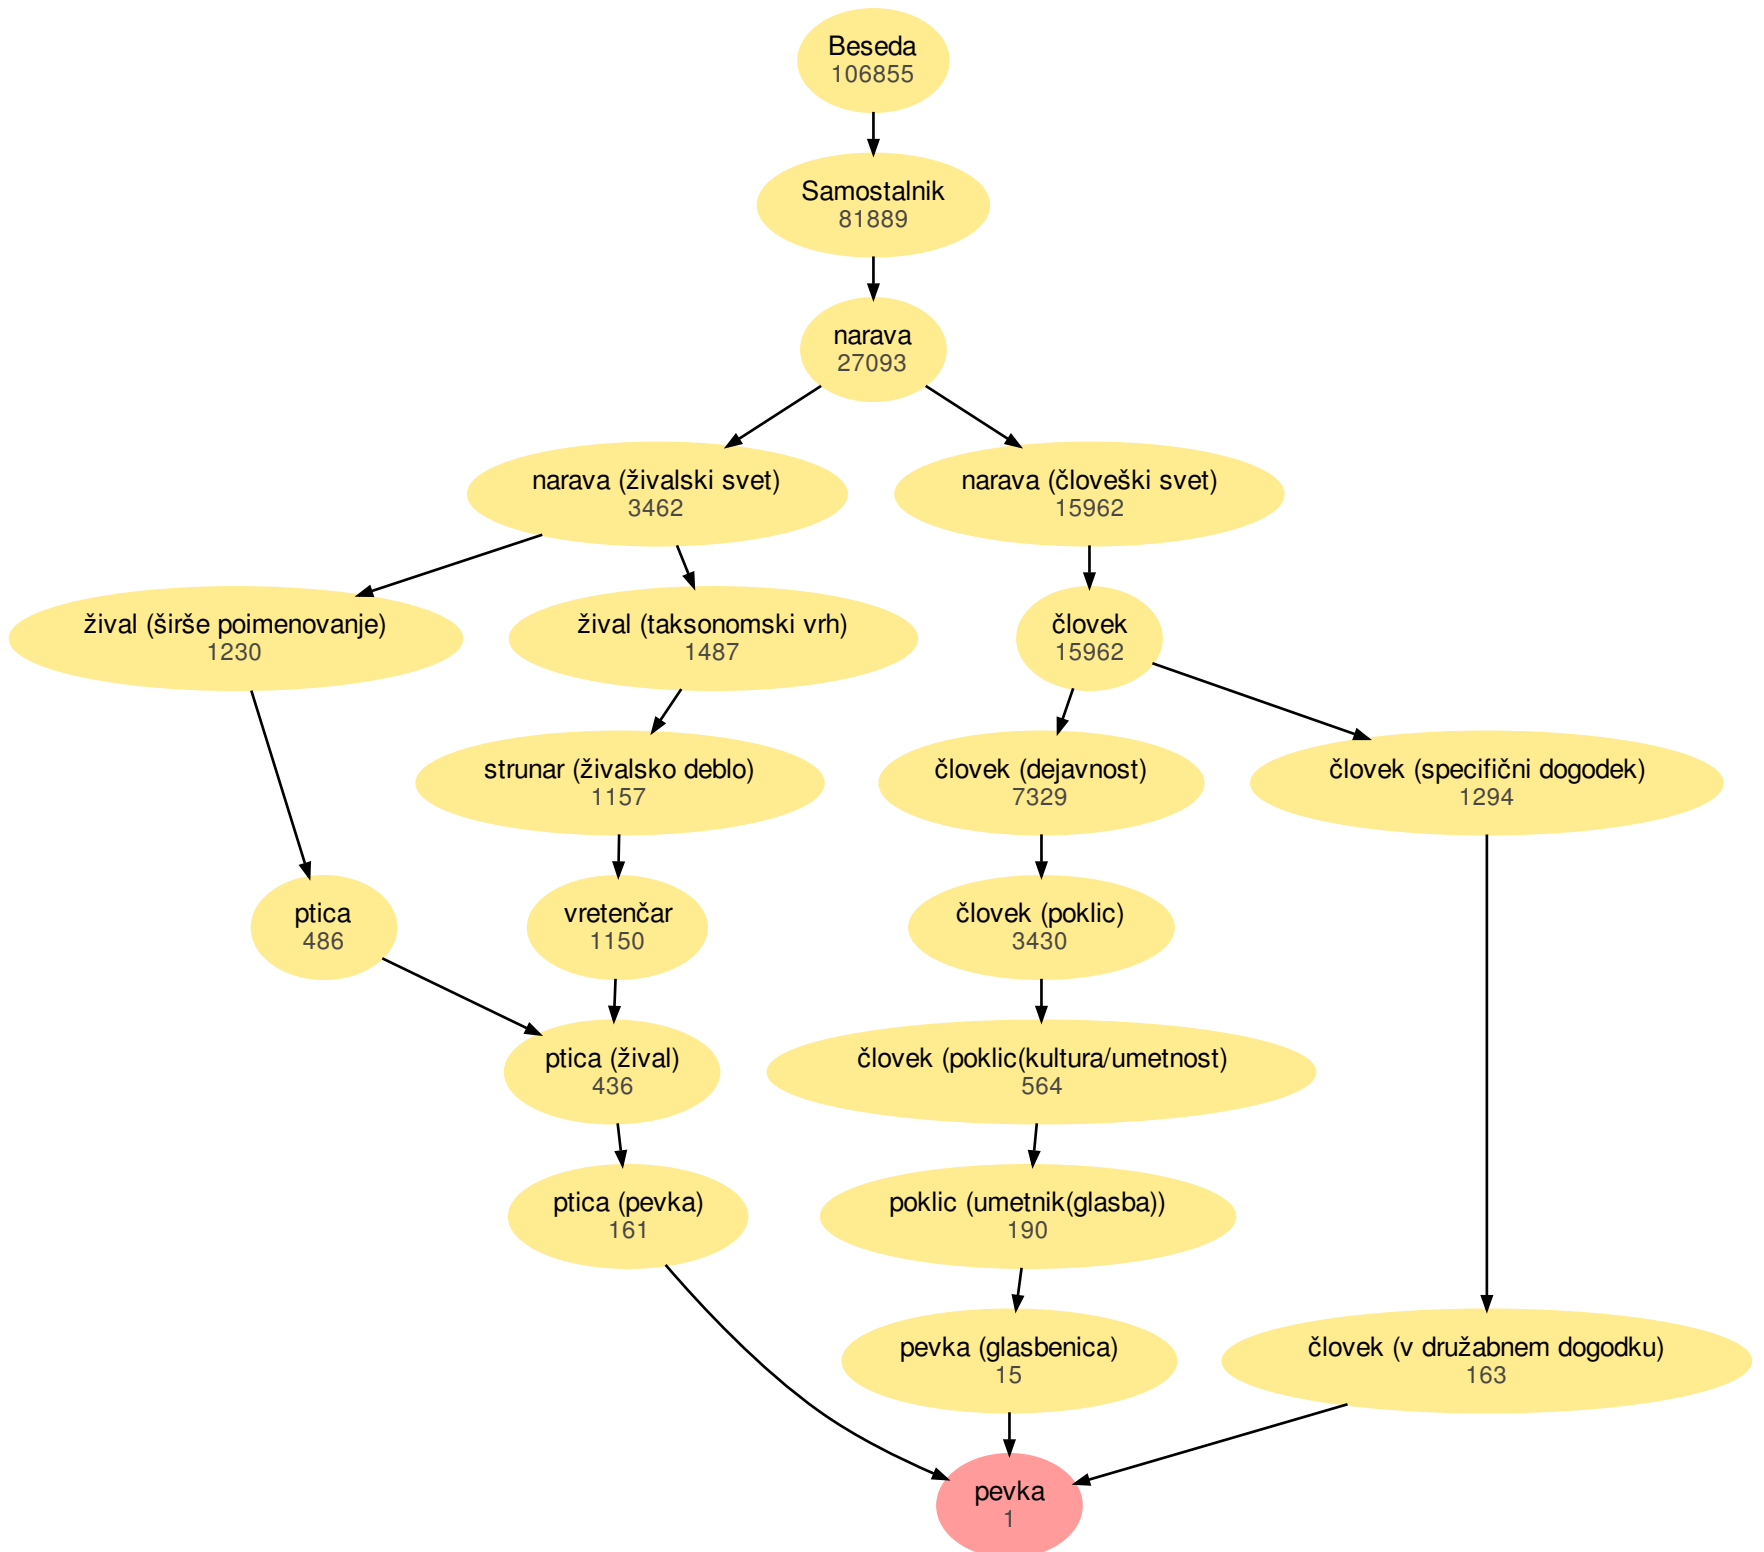 Beseda
106855
Samostalnik
81889
narava
27093
narava (živalski svet)
3462
narava (človeški svet)
15962
žival (širše poimenovanje)
1230
žival (taksonomski vrh)
1487
človek
15962
strunar (živalsko deblo)
1157
človek (dejavnost)
7329
človek (specifični dogodek)
1294
ptica
486
vretenčar
1150
človek (poklic)
3430
ptica (žival)
436
človek (poklic(kultura/umetnost)
564
ptica (pevka)
161
poklic (umetnik(glasba))
190
pevka (glasbenica)
15
človek (v družabnem dogodku)
163
pevka
1